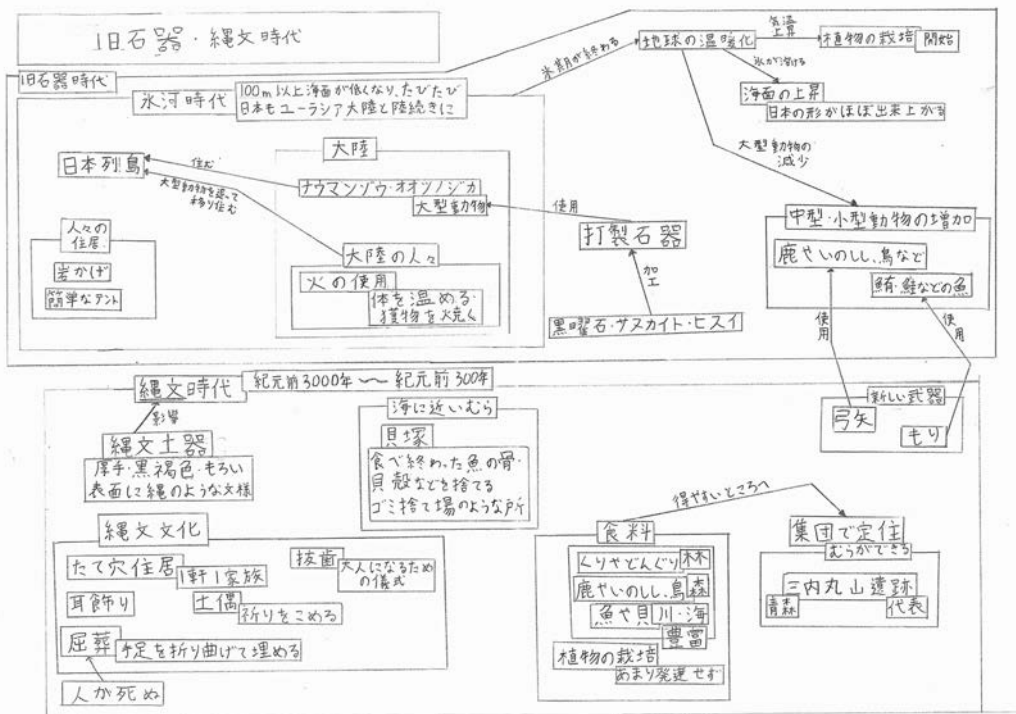 旧石器・縄文時代
旧石器時代
氷河時代
100m以上海面が低くなり、たびたび
日本もユーラシア大陸と陸続きに
氷期が終わる
地球の温暖化
気温
上昇
植物の栽培
開始
氷が溶ける
海面の上昇
日本の形がほぼ出来上がる
大型動物の
減少
中型・小型動物の増加
鹿やいのしし、鳥など
鮪・鮭などの魚
使用
使用
日本列島
住む
大型動物を追って
移り住む
大陸
ナウマンゾウ・オオツノジカ
大型動物
使用
打製石器
加工
黒曜石・サヌカイト・ヒスイ
大陸の人々
火の使用
体を温める・
獲物を焼く
人々の
住居
岩かげ
簡単なテント
縄文時代
紀元前3000年〜紀元前300年
影響
縄文土器
厚手・黒褐色・もろい
表面に縄のような文様
海に近いむら
貝塚
食べ終わった魚の骨・
貝殻などを捨てる
ゴミ捨て場のような所
新しい武器
弓矢
もり
縄文文化
たて穴住居
1軒1家族
抜歯
大人になるため
の儀式
耳飾り
土偶
祈りをこめる
屈葬
手足を折り曲げて埋める
人が死ぬ
食料
くりやどんぐり
林
鹿やいのしし、鳥
森
魚や貝
川・海
豊富
植物の栽培
あまり発達せず
得やすいところへ
集団で定住
むらができる
三内丸山遺跡
青森
代表